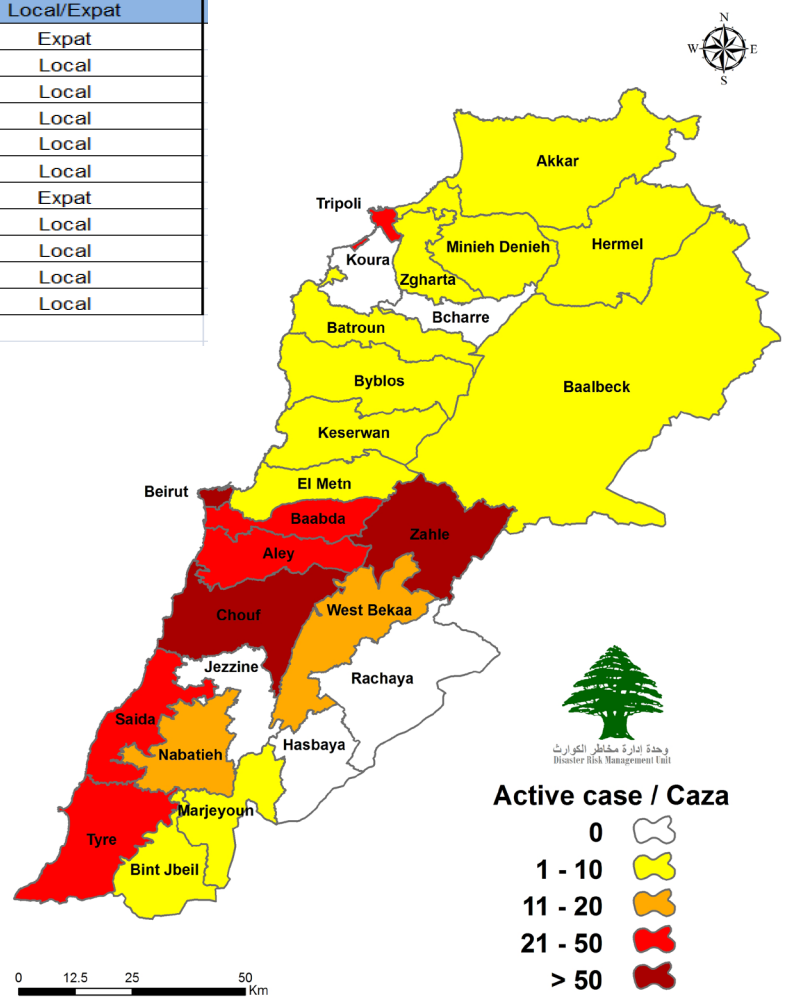 Local/Expat
Expat
Local
Local
Local
Local
Local
Expat
Local
Local
Local
Local
N
W
E
S
Akkar
Tripoli
Minieh Denieh
Hermel
Koura
Zgharta
Bcharre
Batroun
Byblos
Baalbeck
Keserwan
El Metn
Beirut
Baabda
Zahle
Aley
West Bekaa
Chouf
Jezzine
Rachaya
Saida
Hasbaya
Nabatieh
Marjeyoun
Tyre
Bint Jbeil
وحدة إدارة مخاطر الكوارث
Disaster Risk Management Unit
Active case / Caza
0
1 - 10
11 - 20
21 - 50
> 50
0 12.5 25 50
Km